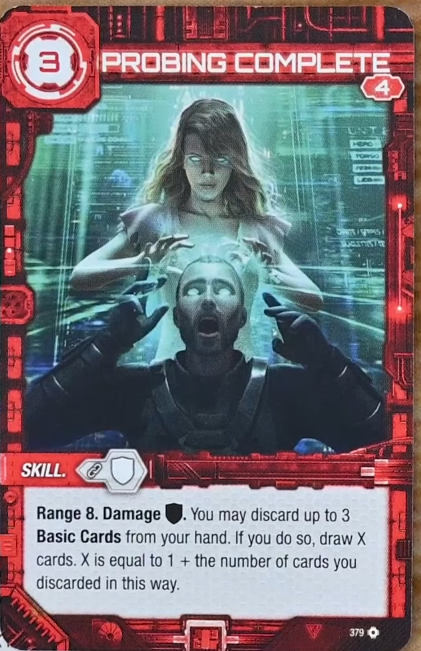 3
PROBING COMPLETE
4
SKILL.
Range 8. Damage . You may discard up to 3
Basic Cards from your hand. If you do so, draw X
cards. X is equal to 1 + the number of cards you
discarded in this way.
379